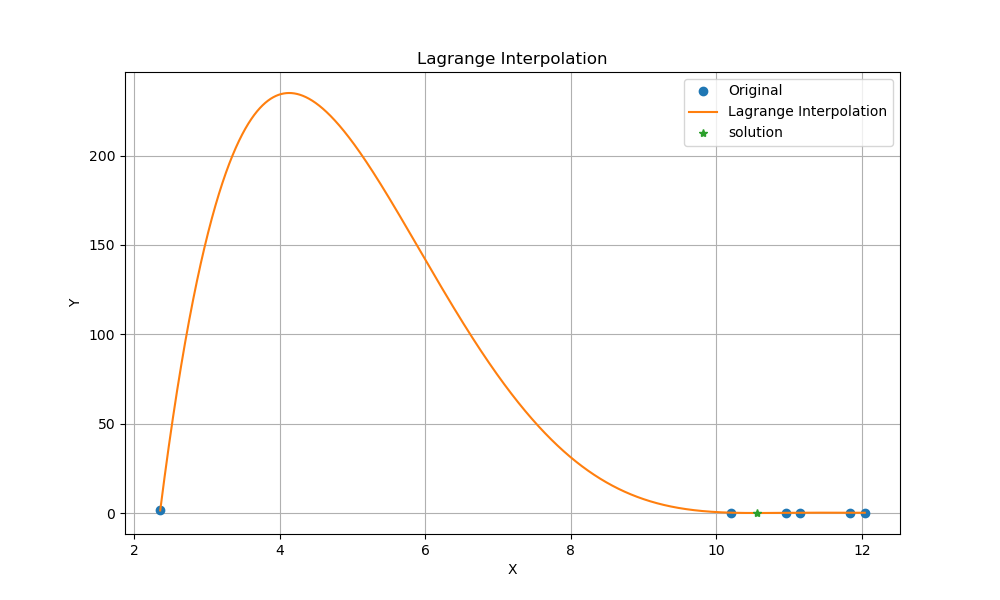 Lagrange Interpolation
Original
Lagrange Interpolation
solution
200
150
100
50
0
Y
2 4 6 8 10 12
X